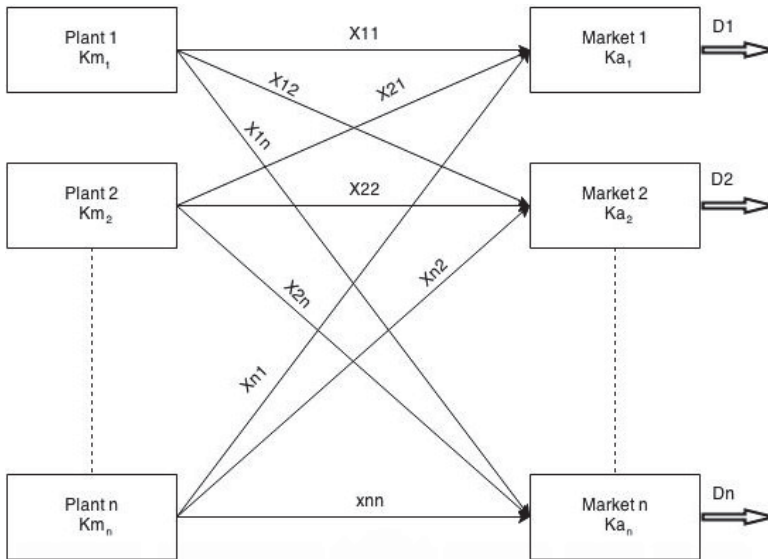 Plant 1
Km₁
X11
Market 1
Ka₁
D1
X12
X21
X1n
Plant 2
Km₂
X22
Market 2
Ka₂
D2
X2n
Xn2
Xn1
Plant n
Kmₙ
xnn
Market n
Kaₙ
Dn